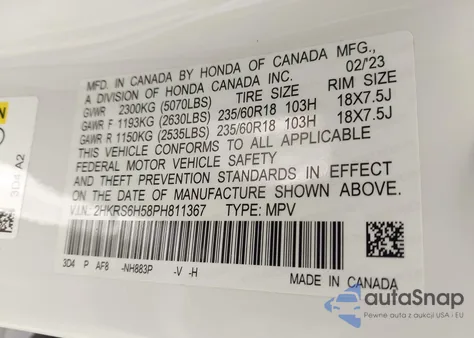 MFD. IN CANADA BY HONDA OF CANADA MFG.,
A DIVISION OF HONDA CANADA INC. 02/'23
GVWR 2300KG (5070LBS) TIRE SIZE RIM SIZE
GAWR F 1193KG (2630LBS) 235/60R18 103H 18X7.5J
GAWR R 1150KG (2535LBS) 235/60R18 103H 18X7.5J
THIS VEHICLE CONFORMS TO ALL APPLICABLE
FEDERAL MOTOR VEHICLE SAFETY
AND THEFT PREVENTION STANDARDS IN EFFECT
ON THE DATE OF MANUFACTURE SHOWN ABOVE.
V.I.N.: 2HKRS6H58PH811367 TYPE: MPV
3D4 P AF8 -NH883P -V -H
MADE IN CANADA
3D4 A2
autoSnap
Pewne auta z aukcji USA i EU